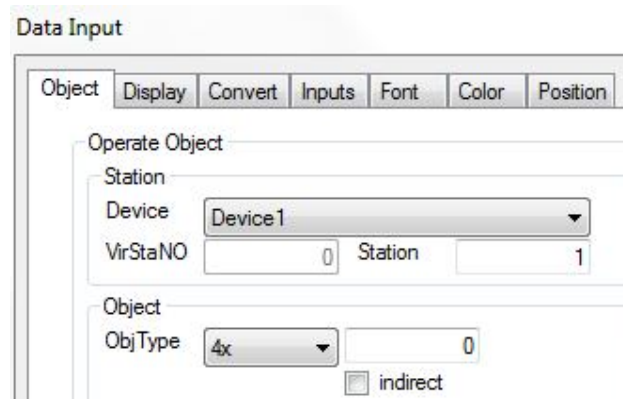 Data Input
Object Display Convert Inputs Font Color Position
Operate Object
Station
Device Device1
VirStaNO 0 Station 1
Object
ObjType 4x 0
indirect